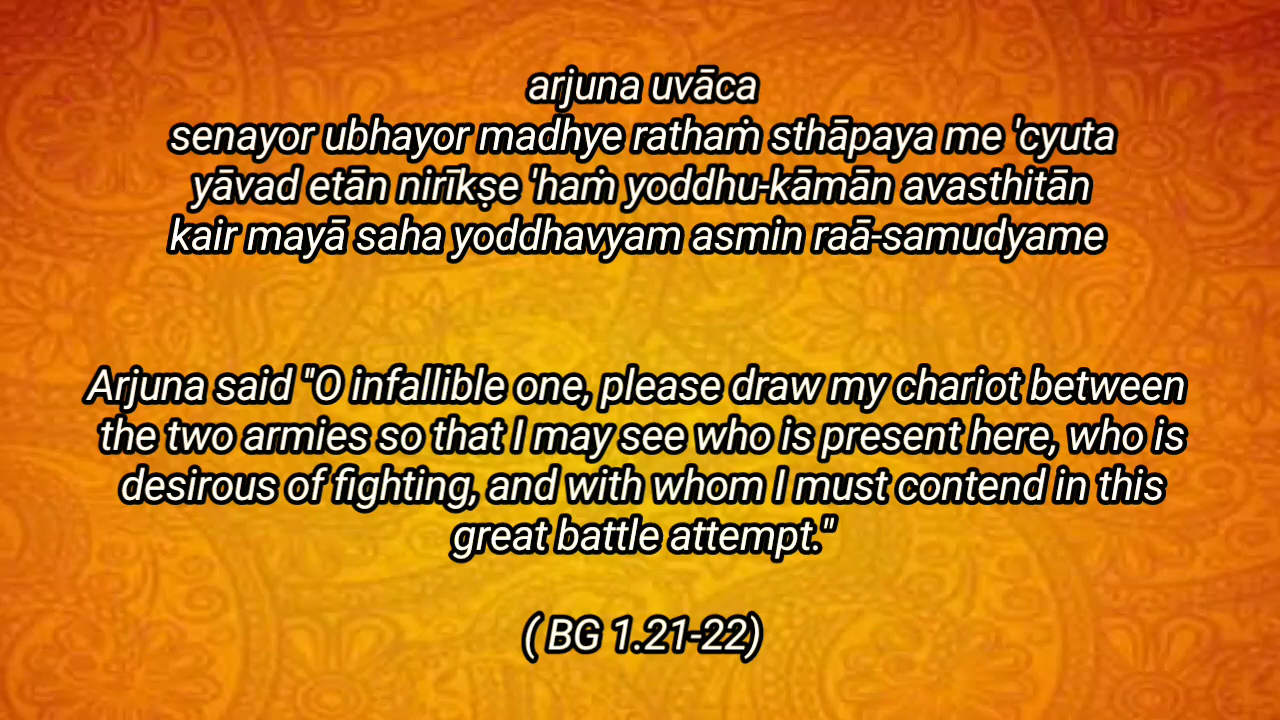 arjuna uvāca
senayor ubhayor madhye rathaṁ sthāpaya me 'cyuta
yāvad etān nirīkṣe 'haṁ yoddhu-kāmān avasthitān
kair mayā saha yoddhavyam asmin raā-samudyame
Arjuna said "O infallible one, please draw my chariot between
the two armies so that I may see who is present here, who is
desirous of fighting, and with whom I must contend in this
great battle attempt."
( BG 1.21-22)